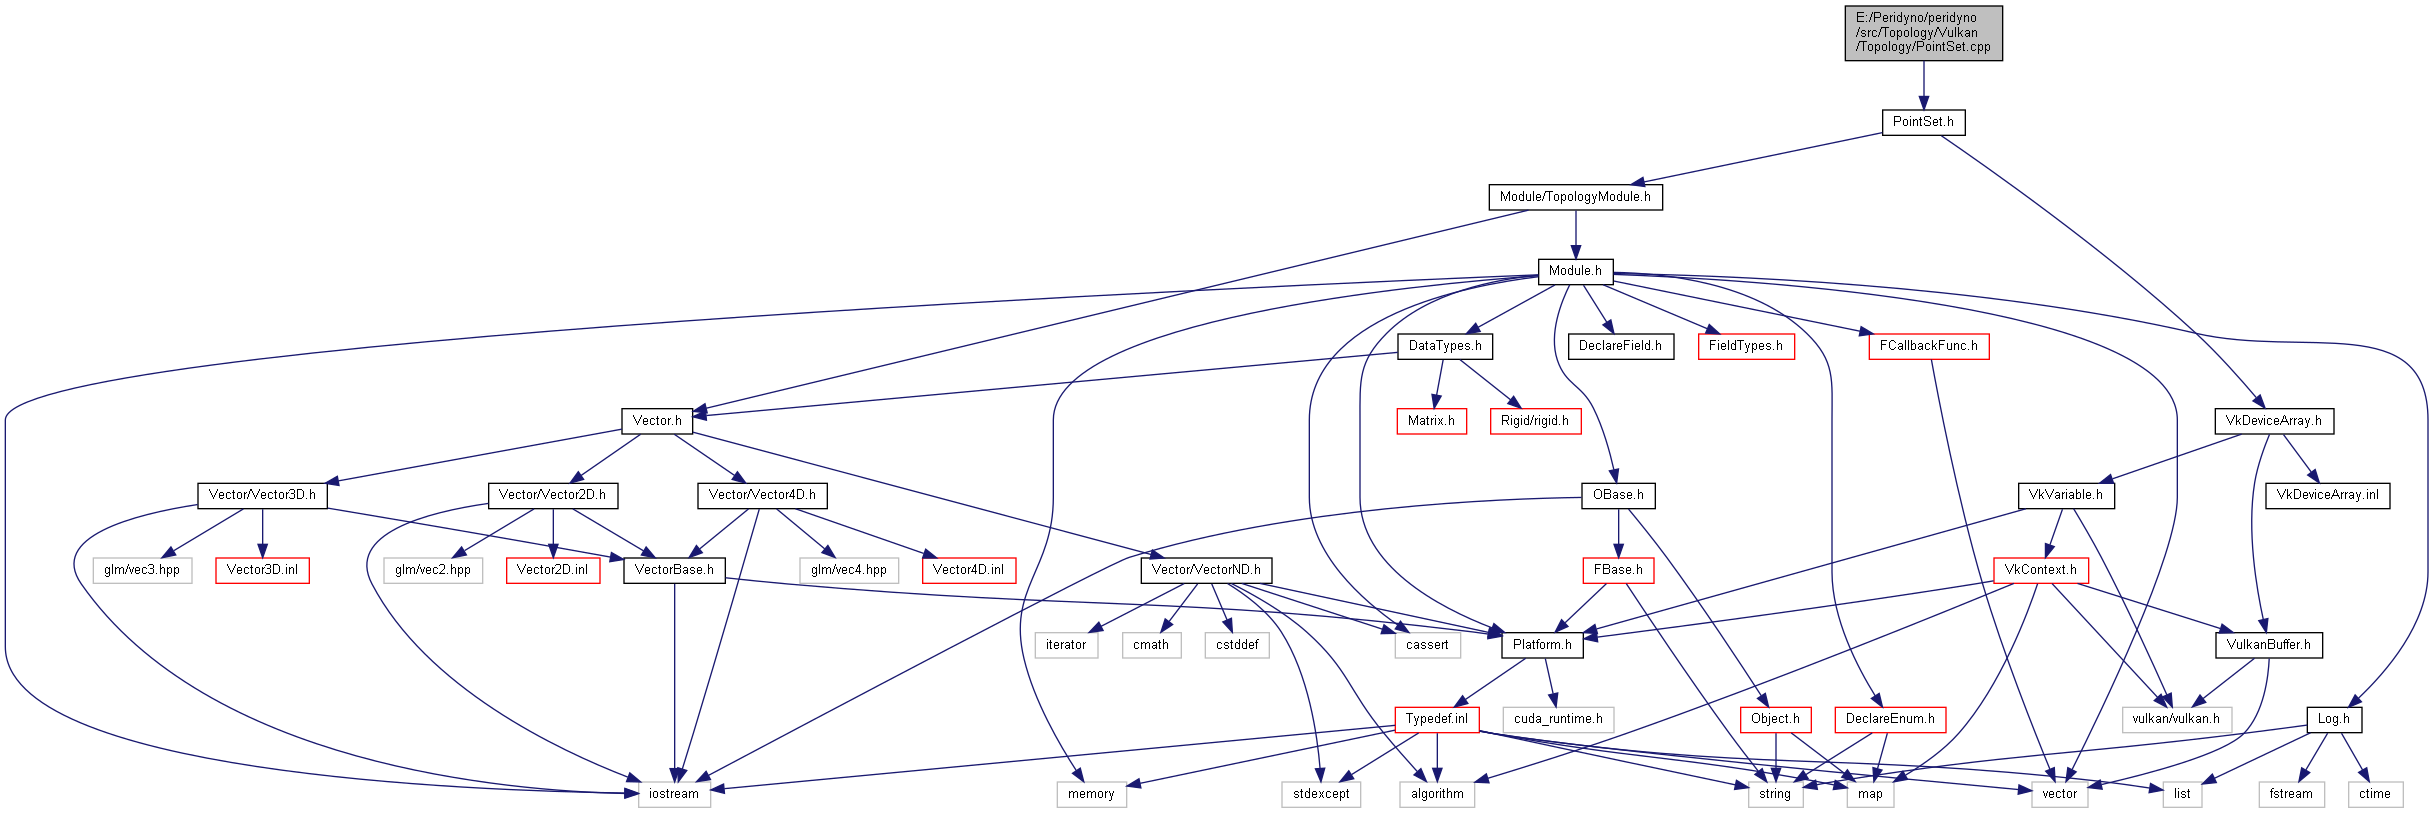 E:/Peridyno/peridyno
/src/Topology/Vulkan
/Topology/PointSet.cpp
PointSet.h
Module/TopologyModule.h
Module.h
DataTypes.h
DeclareField.h
FieldTypes.h
FCallbackFunc.h
Vector.h
Matrix.h
Rigid/rigid.h
VkDeviceArray.h
Vector/Vector3D.h
Vector/Vector2D.h
Vector/Vector4D.h
OBase.h
VkVariable.h
VkDeviceArray.inl
glm/vec3.hpp
Vector3D.inl
glm/vec2.hpp
Vector2D.inl
VectorBase.h
glm/vec4.hpp
Vector4D.inl
Vector/VectorND.h
FBase.h
VkContext.h
iterator
cmath
cstddef
cassert
Platform.h
VulkanBuffer.h
Typedef.inl
cuda_runtime.h
Object.h
DeclareEnum.h
vulkan/vulkan.h
Log.h
iostream
memory
stdexcept
algorithm
string
map
vector
list
fstream
ctime